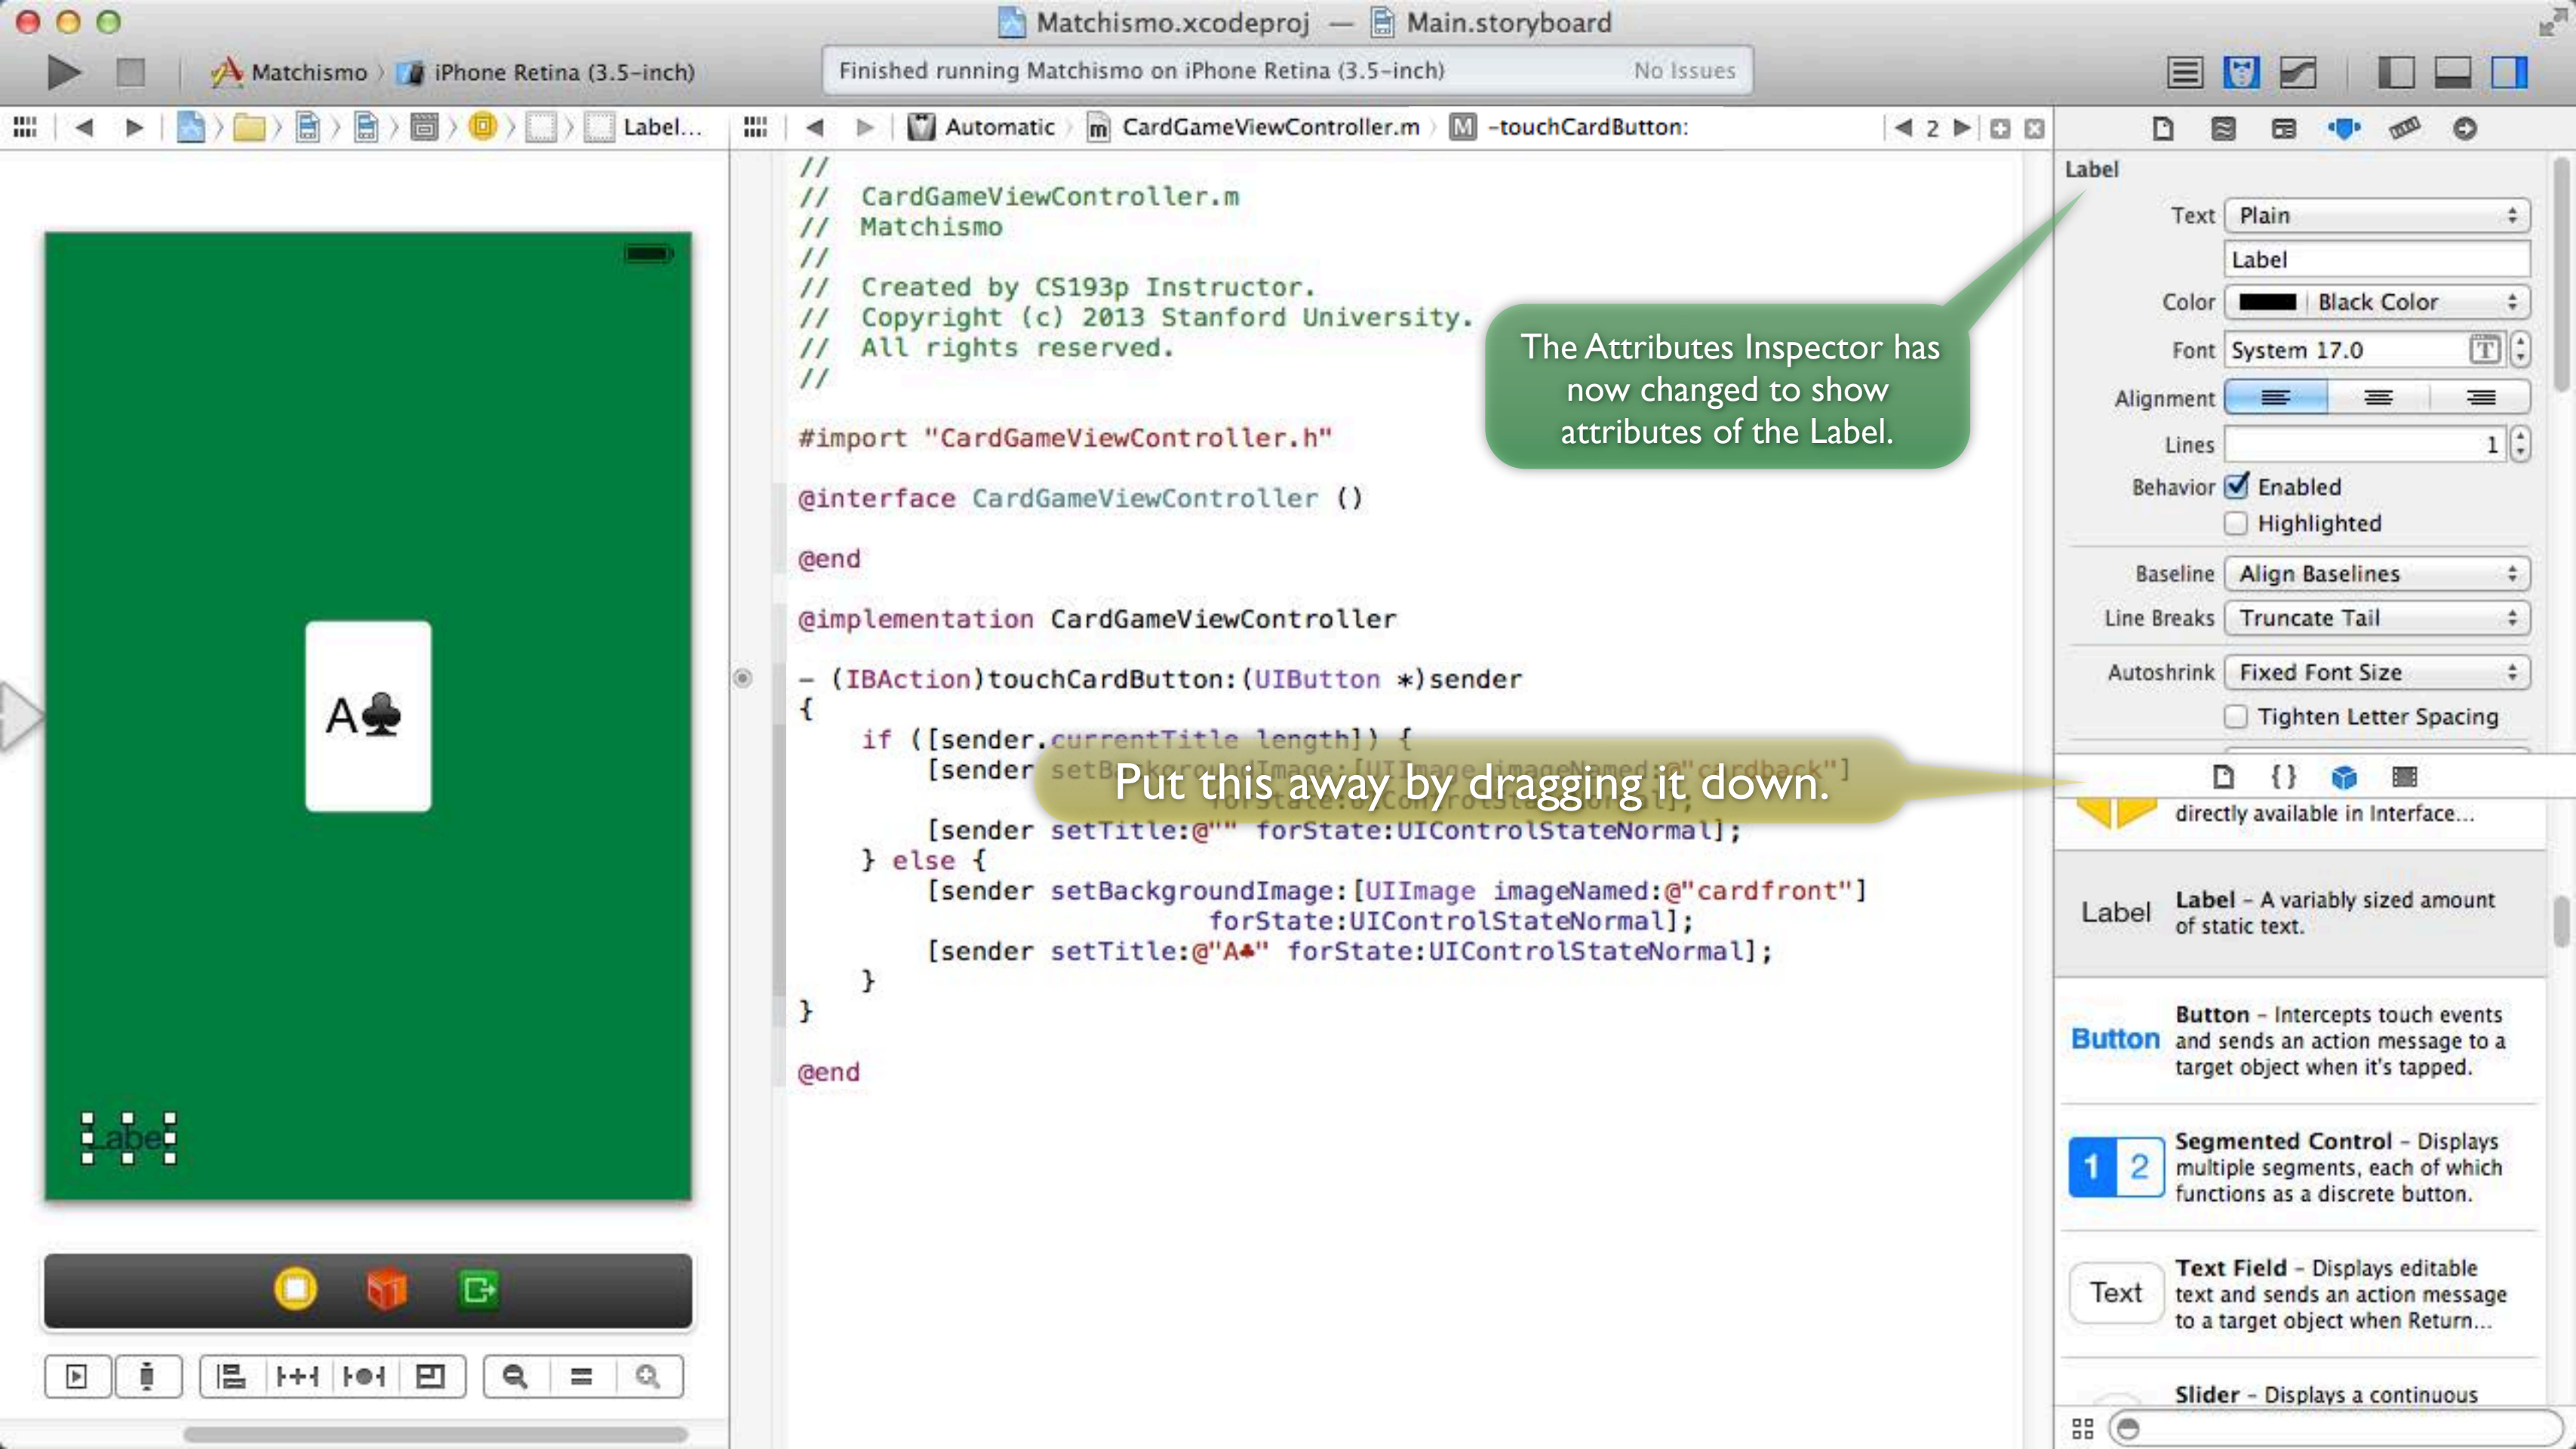 Matchismo.xcodeproj — Main.storyboard
Matchismo iPhone Retina (3.5-inch)
Finished running Matchismo on iPhone Retina (3.5-inch) No Issues
Label...
Automatic m CardGameViewController.m M -touchCardButton: 2
A♣
Label
//
// CardGameViewController.m
// Matchismo
//
// Created by CS193p Instructor.
// Copyright (c) 2013 Stanford University.
// All rights reserved.
//
#import "CardGameViewController.h"
@interface CardGameViewController ()
@end
@implementation CardGameViewController
- (IBAction)touchCardButton:(UIButton *)sender
{
if ([sender.currentTitle length]) {
[sender setBackgroundImage:[UIImage imageNamed:@"cardback"]
forState:UIControlStateNormal];
[sender setTitle:@"" forState:UIControlStateNormal];
} else {
[sender setBackgroundImage:[UIImage imageNamed:@"cardfront"]
forState:UIControlStateNormal];
[sender setTitle:@"A♣" forState:UIControlStateNormal];
}
}
@end
The Attributes Inspector has
now changed to show
attributes of the Label.
Put this away by dragging it down.
Label
Text Plain
Label
Color Black Color
Font System 17.0 T
Alignment
Lines 1
Behavior Enabled
Highlighted
Baseline Align Baselines
Line Breaks Truncate Tail
Autoshrink Fixed Font Size
Tighten Letter Spacing
{}
directly available in Interface...
Label Label - A variably sized amount
of static text.
Button Button - Intercepts touch events
and sends an action message to a
target object when it's tapped.
1 2 Segmented Control - Displays
multiple segments, each of which
functions as a discrete button.
Text Text Field - Displays editable
text and sends an action message
to a target object when Return...
Slider - Displays a continuous